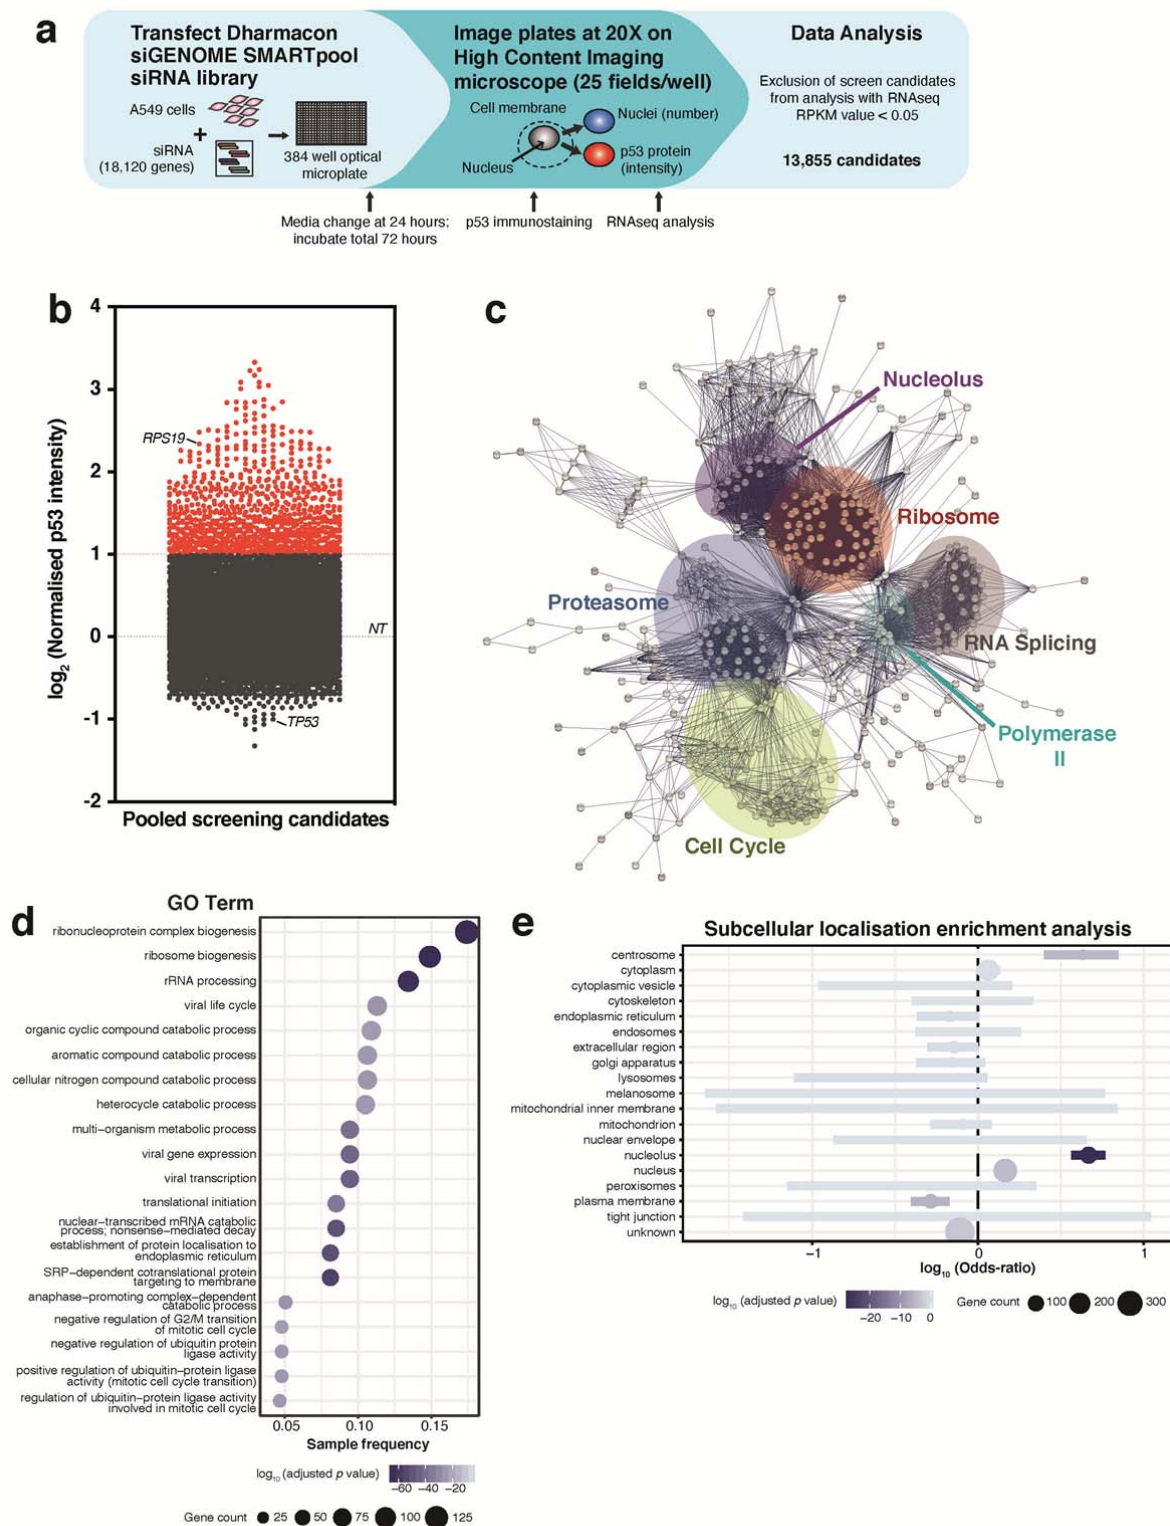 a
Transfect Dharmacon
siGENOME SMARTpool
siRNA library
A549 cells
+
siRNA
(18,120 genes)
384 well optical
microplate
Image plates at 20X on
High Content Imaging
microscope (25 fields/well)
Cell membrane
Nucleus
Nuclei (number)
p53 protein
(intensity)
Data Analysis
Exclusion of screen candidates
from analysis with RNAseq
RPKM value < 0.05
13,855 candidates
Media change at 24 hours;
incubate total 72 hours
p53 immunostaining
RNAseq analysis
b
log2 (Normalised p53 intensity)
4
3
2
1
0
-1
-2
RPS19
NT
TP53
Pooled screening candidates
c
Nucleolus
Ribosome
Proteasome
RNA Splicing
Polymerase
II
Cell Cycle
d
GO Term
ribonucleoprotein complex biogenesis
ribosome biogenesis
rRNA processing
viral life cycle
organic cyclic compound catabolic process
aromatic compound catabolic process
cellular nitrogen compound catabolic process
heterocycle catabolic process
multi−organism metabolic process
viral gene expression
viral transcription
translational initiation
nuclear-transcribed mRNA catabolic
process; nonsense−mediated decay
establishment of protein localisation to
endoplasmic reticulum
SRP−dependent cotranslational protein
targeting to membrane
anaphase−promoting complex−dependent
catabolic process
negative regulation of G2/M transition
of mitotic cell cycle
negative regulation of ubiquitin protein
ligase activity
positive regulation of ubiquitin−protein ligase
activity (mitotic cell cycle transition)
regulation of ubiquitin−protein ligase activity
involved in mitotic cell cycle
0.05 0.10 0.15
Sample frequency
log10 (adjusted p value)
−60 −40 −20
Gene count 25 50 75 100 125
e
Subcellular localisation enrichment analysis
centrosome
cytoplasm
cytoplasmic vesicle
cytoskeleton
endoplasmic reticulum
endosomes
extracellular region
golgi apparatus
lysosomes
melanosome
mitochondrial inner membrane
mitochondrion
nuclear envelope
nucleolus
nucleus
peroxisomes
plasma membrane
tight junction
unknown
−1 0 1
log10 (Odds-ratio)
log10 (adjusted p value)
−20 −10 0
Gene count 100 200 300